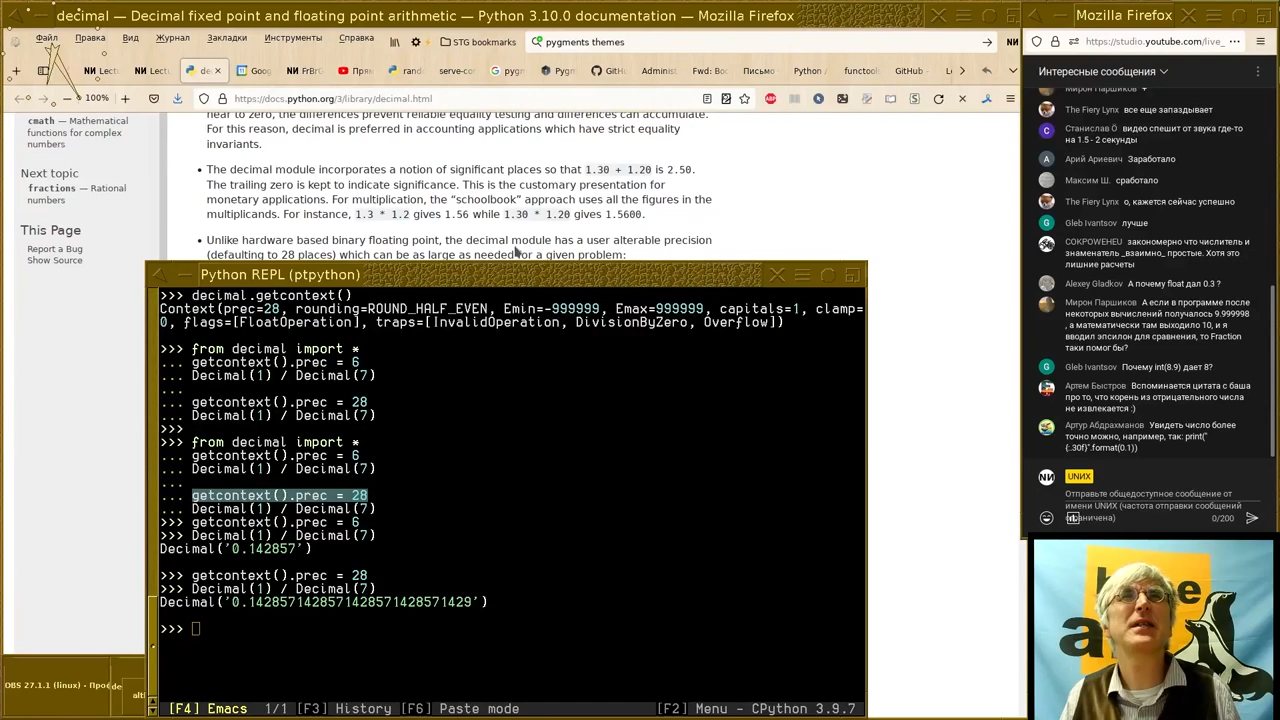 decimal — Decimal fixed point and floating point arithmetic — Python 3.10.0 documentation — Mozilla Firefox
Mozilla Firefox
Файл Правка Вид Журнал Закладки Инструменты Справка
STG bookmarks
pygments themes
https://studio.youtube.com/live_
100%
https://docs.python.org/3/library/decimal.html
cmath — Mathematical
functions for complex
numbers
Next topic
fractions — Rational
numbers
This Page
Report a Bug
Show Source
near to zero, the differences prevent reliable equality testing and differences can accumulate.
For this reason, decimal is preferred in accounting applications which have strict equality
invariants.
The decimal module incorporates a notion of significant places so that 1.30 + 1.20 is 2.50.
The trailing zero is kept to indicate significance. This is the customary presentation for
monetary applications. For multiplication, the “schoolbook” approach uses all the figures in the
multiplicands. For instance, 1.3 * 1.2 gives 1.56 while 1.30 * 1.20 gives 1.5600.
Unlike hardware based binary floating point, the decimal module has a user alterable precision
(defaulting to 28 places) which can be as large as needed for a given problem:
Python REPL (ptpython)
>>> decimal.getcontext()
Context(prec=28, rounding=ROUND_HALF_EVEN, Emin=-999999, Emax=999999, capitals=1, clamp=
0, flags=[FloatOperation], traps=[InvalidOperation, DivisionByZero, Overflow])
>>> from decimal import *
... getcontext().prec = 6
... Decimal(1) / Decimal(7)
...
... getcontext().prec = 28
... Decimal(1) / Decimal(7)
>>>
>>> from decimal import *
... getcontext().prec = 6
... Decimal(1) / Decimal(7)
...
... getcontext().prec = 28
... Decimal(1) / Decimal(7)
>>> getcontext().prec = 6
>>> Decimal(1) / Decimal(7)
Decimal('0.142857')
>>> getcontext().prec = 28
>>> Decimal(1) / Decimal(7)
Decimal('0.1428571428571428571428571429')
>>>
[F4] Emacs 1/1 [F3] History [F6] Paste mode [F2] Menu - CPython 3.9.7
OBS 27.1.1 (linux) - Про
Интересные сообщения
Мирон Паршиков +
The Fiery Lynx все еще запаздывает
Станислав Ö видео спешит от звука где-то
на 1.5 - 2 секунды
Арий Ариевич Заработало
Максим Ш. сработало
The Fiery Lynx о, кажется сейчас успешно
Gleb Ivantsov лучше
COKPOWEHEU закономерно что числитель и
знаменатель _взаимно_ простые. Хотя это
лишние расчеты
Alexey Gladkov А почему float дал 0.3 ?
Мирон Паршиков А если в программе после
некоторых вычислений получалось 9.999998
, а математически там выходило 10, и я
вводил эпсилон для сравнения, то Fraction
таки помог бы?
Gleb Ivantsov Почему int(8.9) дает 8?
Артем Быстров Вспоминается цитата с баша
про то, что корень из отрицательного числа
не извлекается :)
Артур Абдрахманов Увидеть число более
точно можно, например, так: print("
{:.30f}".format(0.1))
UNИX
Отправьте общедоступное сообщение от
имени UNИX (частота отправки сообщений
ограничена)
0/200